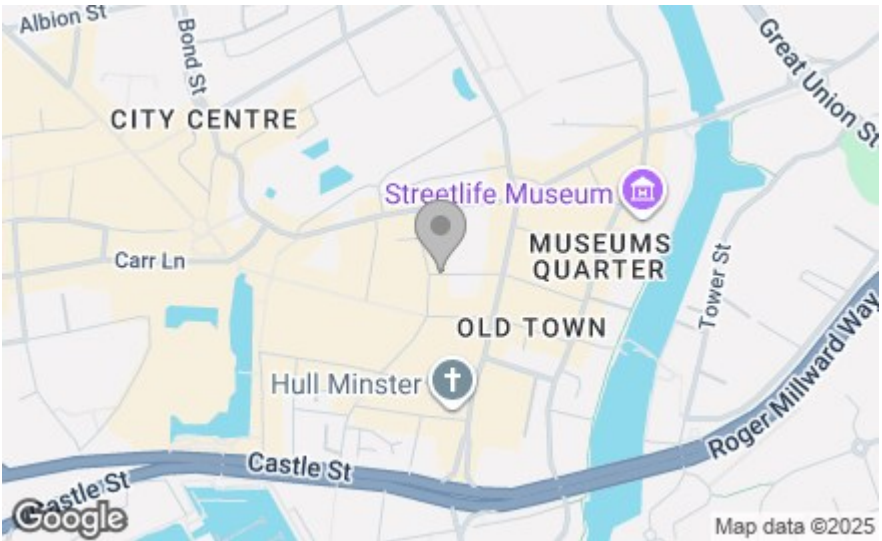 Albion St
Bond St
Great Union St
CITY CENTRE
Streetlife Museum
MUSEUMS
QUARTER
Carr Ln
Tower St
OLD TOWN
Hull Minster
Roger Millward Way
Castle St
Castle St
Google
Map data ©2025